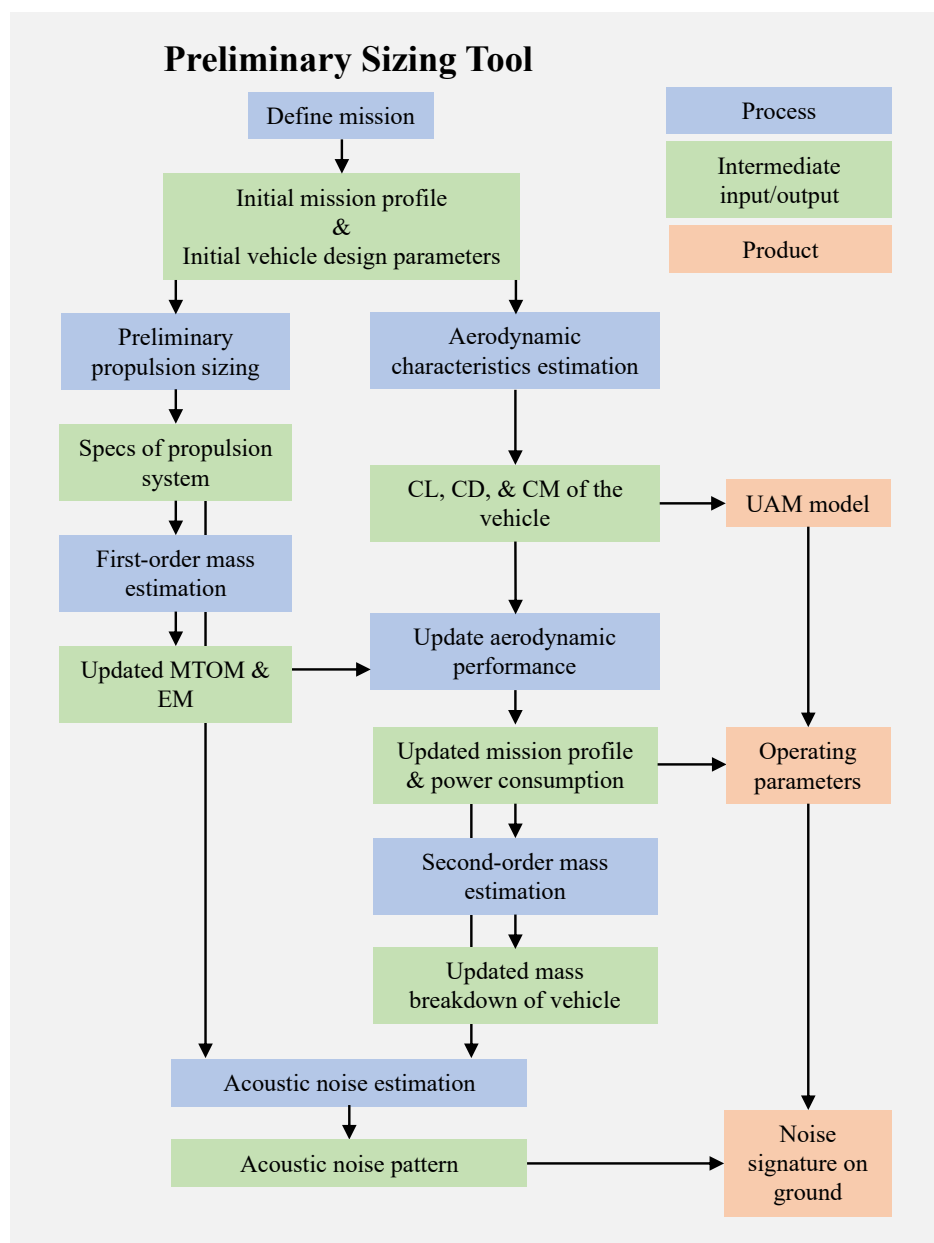 Preliminary Sizing Tool
Define mission
Process
Intermediate
input/output
Product
Initial mission profile
&
Initial vehicle design parameters
Preliminary
propulsion sizing
Aerodynamic
characteristics estimation
Specs of propulsion
system
CL, CD, & CM of the
vehicle
UAM model
First-order mass
estimation
Update aerodynamic
performance
Updated MTOM &
EM
Updated mission profile
& power consumption
Operating
parameters
Second-order mass
estimation
Updated mass
breakdown of vehicle
Acoustic noise estimation
Acoustic noise pattern
Noise
signature on
ground